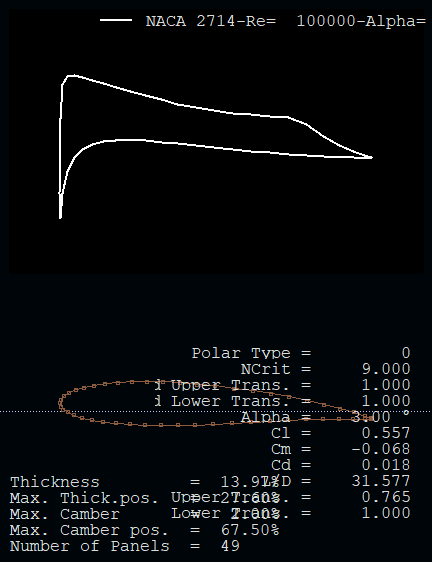 NACA 2714-Re=  100000-Alpha=
Polar Type =  0
NCrit =  9.000
Upper Trans. =  1.000
Lower Trans. =  1.000
Alpha =  3.00 °
Cl =  0.557
Cm =  -0.068
Cd =  0.018
Thickness  =  13.97%  L/D =  31.577
Max. Thick.pos.  =  27.60%  Upper Trans. =  0.765
Max. Camber  =  2.00%  Lower Trans. =  1.000
Max. Camber pos.  =  67.50%
Number of Panels  =  49